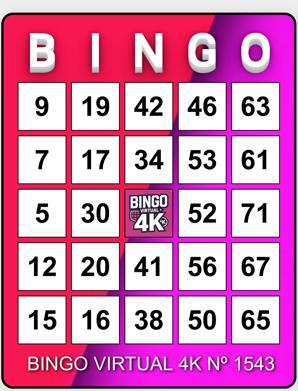 B I N G O
9 19 42 46 63
7 17 34 53 61
5 30 BINGO VIRTUAL 4K 52 71
12 20 41 56 67
15 16 38 50 65
BINGO VIRTUAL 4K Nº 1543